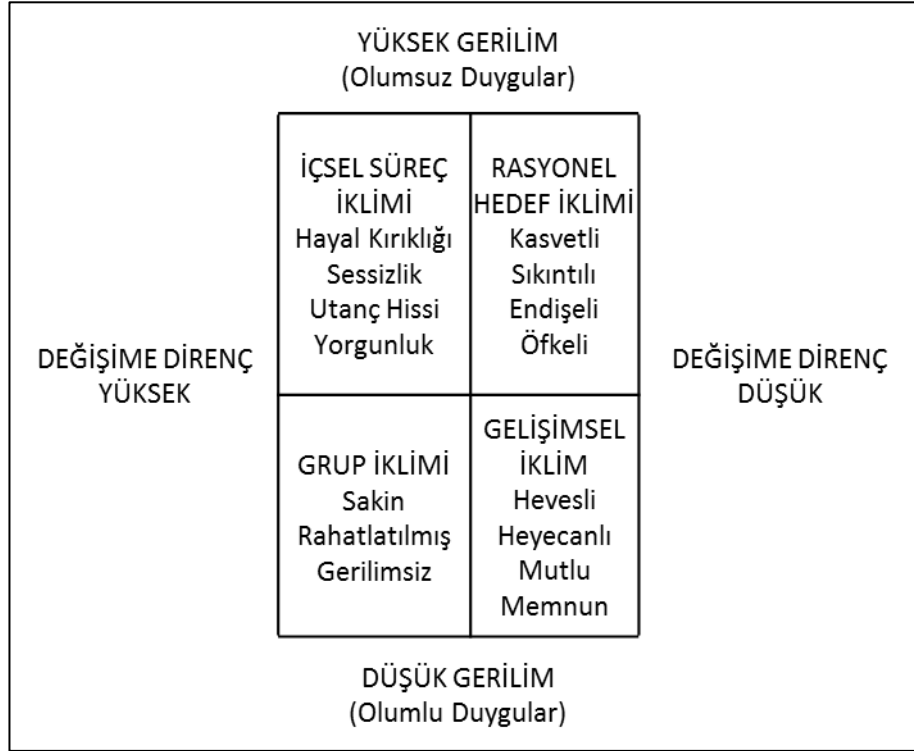 YÜKSEK GERİLİM
(Olumsuz Duygular)
İÇSEL SÜREÇ
İKLİMİ
Hayal Kırıklığı
Sessizlik
Utanç Hissi
Yorgunluk
RASYONEL
HEDEF İKLİMİ
Kasvetli
Sıkıntılı
Endişeli
Öfkeli
DEĞİŞİME DİRENÇ
YÜKSEK
DEĞİŞİME DİRENÇ
DÜŞÜK
GRUP İKLİMİ
Sakin
Rahatlatılmış
Gerilimsiz
GELİŞİMSEL
İKLİM
Hevesli
Heyecanlı
Mutlu
Memnun
DÜŞÜK GERİLİM
(Olumlu Duygular)